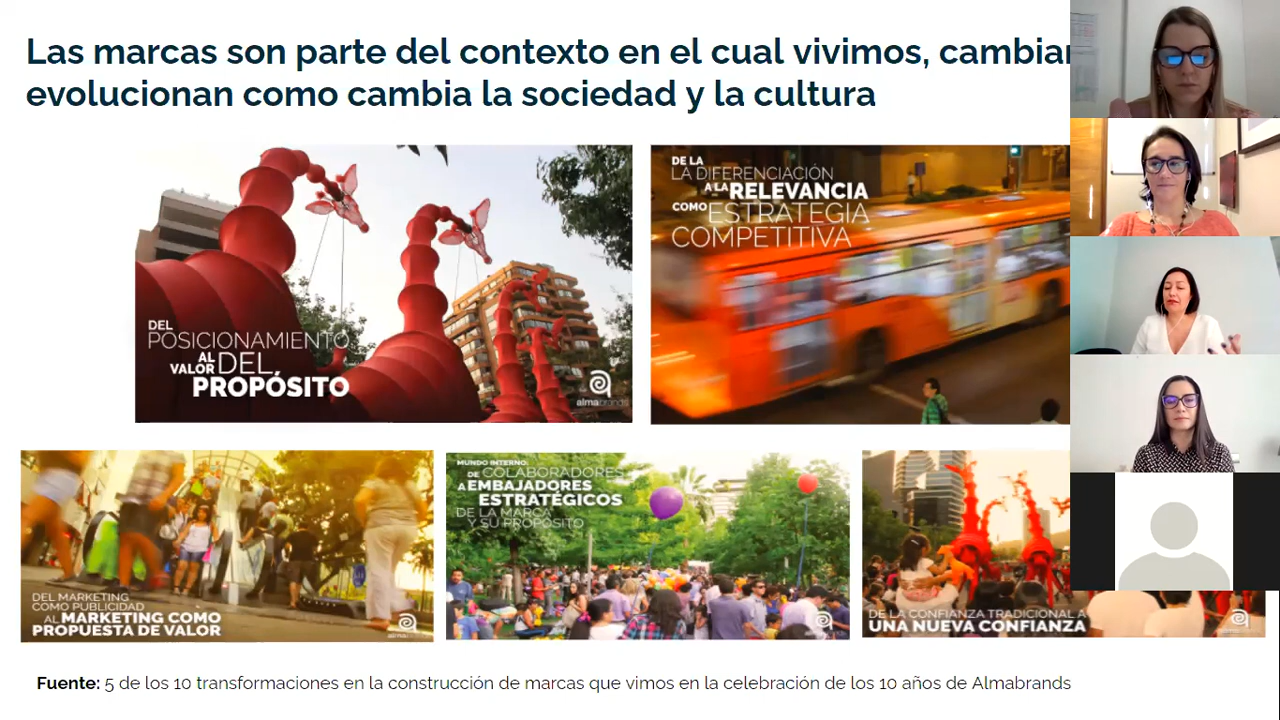 Las marcas son parte del contexto en el cual vivimos, cambian
evolucionan como cambia la sociedad y la cultura
DEL
POSICIONAMIENTO
AL
VALOR DEL
PROPÓSITO
almabrands
DE LA
LA DIFERENCIACIÓN
A LA RELEVANCIA
COMO ESTRATEGIA
COMPETITIVA
DEL MARKETING
COMO PUBLICIDAD
AL MARKETING COMO
PROPUESTA DE VALOR
almabrands
MUNDO INTERNO:
DE COLABORADORES
A EMBAJADORES
ESTRATÉGICOS
DE LA MARCA
Y SU PROPÓSITO
DE LA CONFIANZA TRADICIONAL A
UNA NUEVA CONFIANZA
Fuente: 5 de los 10 transformaciones en la construcción de marcas que vimos en la celebración de los 10 años de Almabrands